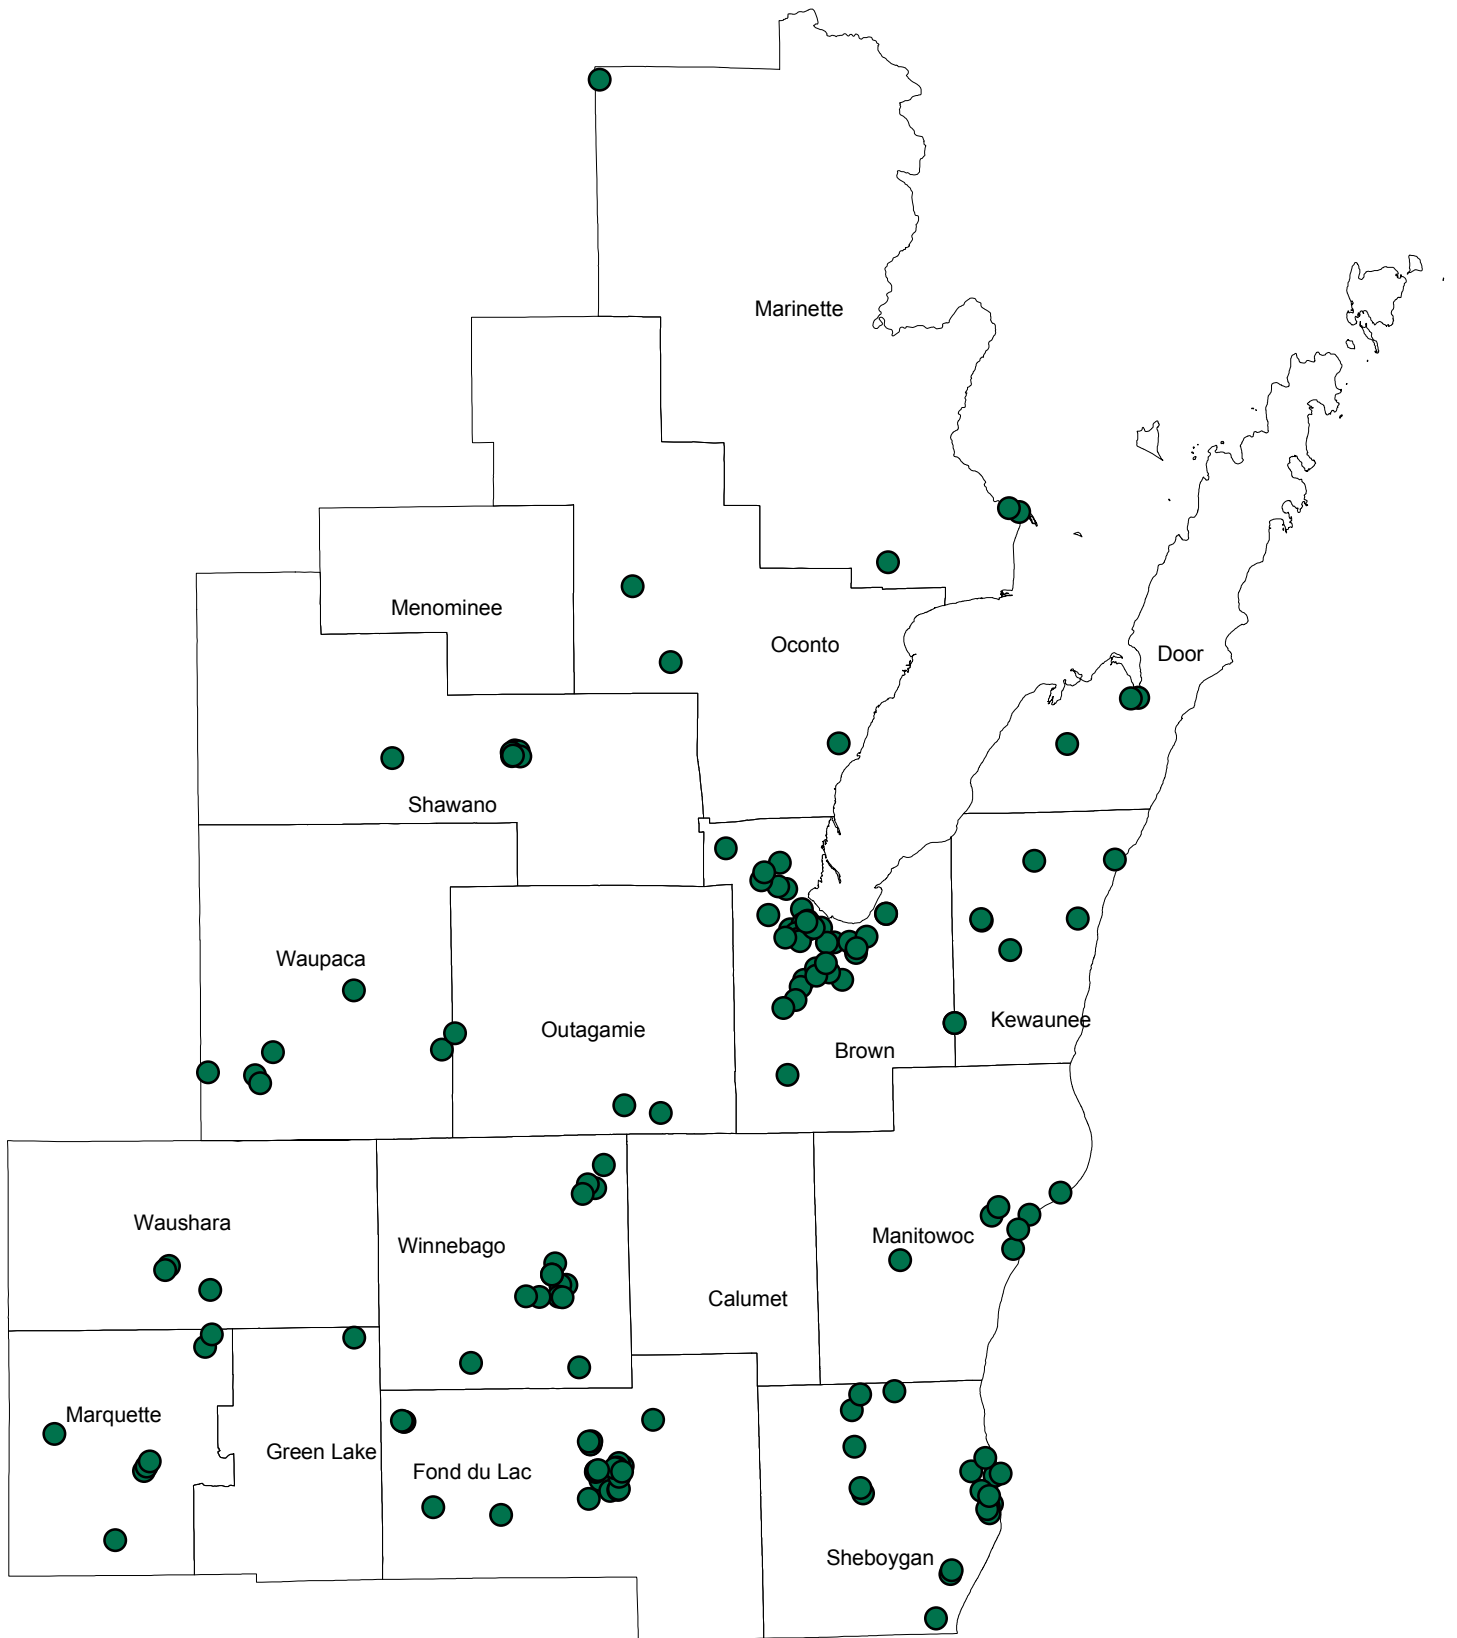 Marinette
Menominee
Oconto
Door
Shawano
Waupaca
Outagamie
Kewaunee
Brown
Waushara
Winnebago
Manitowoc
Calumet
Marquette
Green Lake
Fond du Lac
Sheboygan